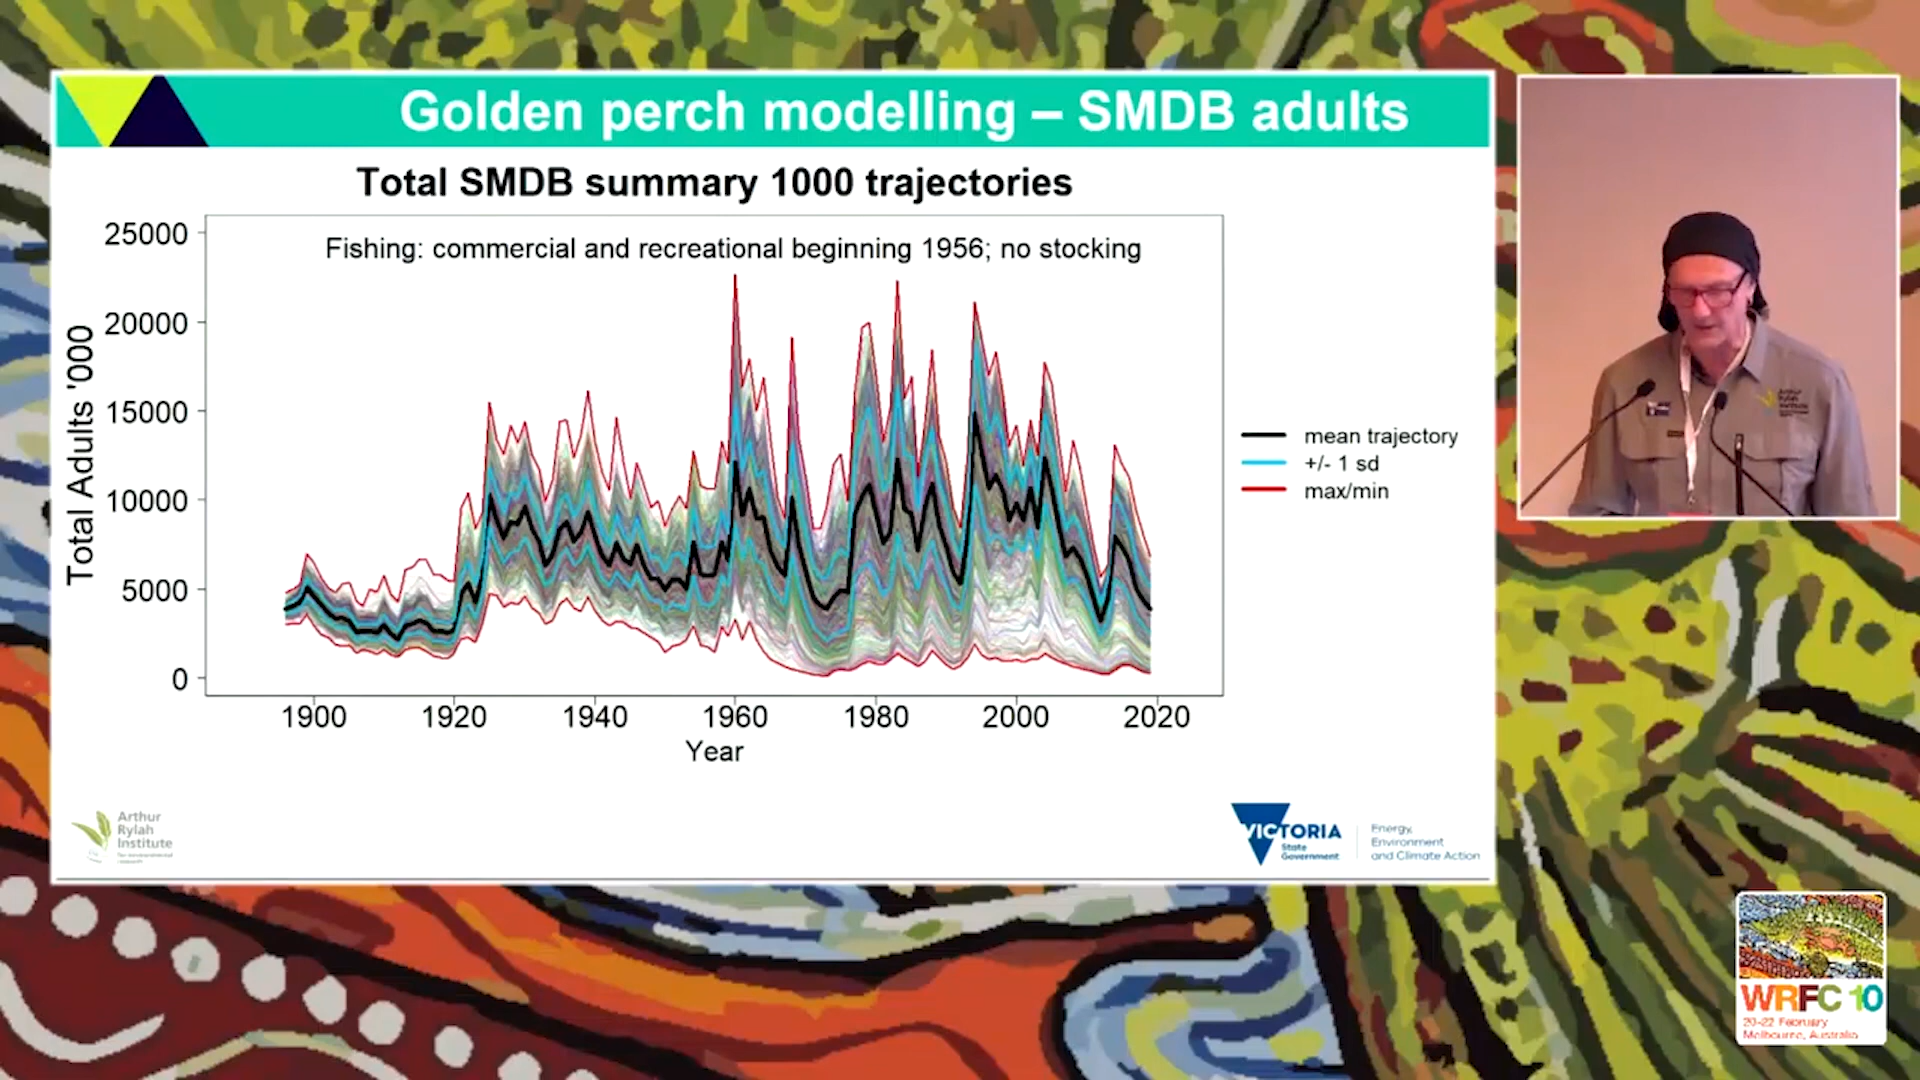 Golden perch modelling – SMDB adults
Total SMDB summary 1000 trajectories
Fishing: commercial and recreational beginning 1956; no stocking
25000
20000
15000
10000
5000
0
Total Adults '000
1900 1920 1940 1960 1980 2000 2020
Year
mean trajectory
+/- 1 sd
max/min
Arthur
Rylah
Institute
VICTORIA
State
Government
Energy,
Environment
and Climate Action
Arthur
Rylah
Institute
WRFC 10
20-22 February
Melbourne, Australia